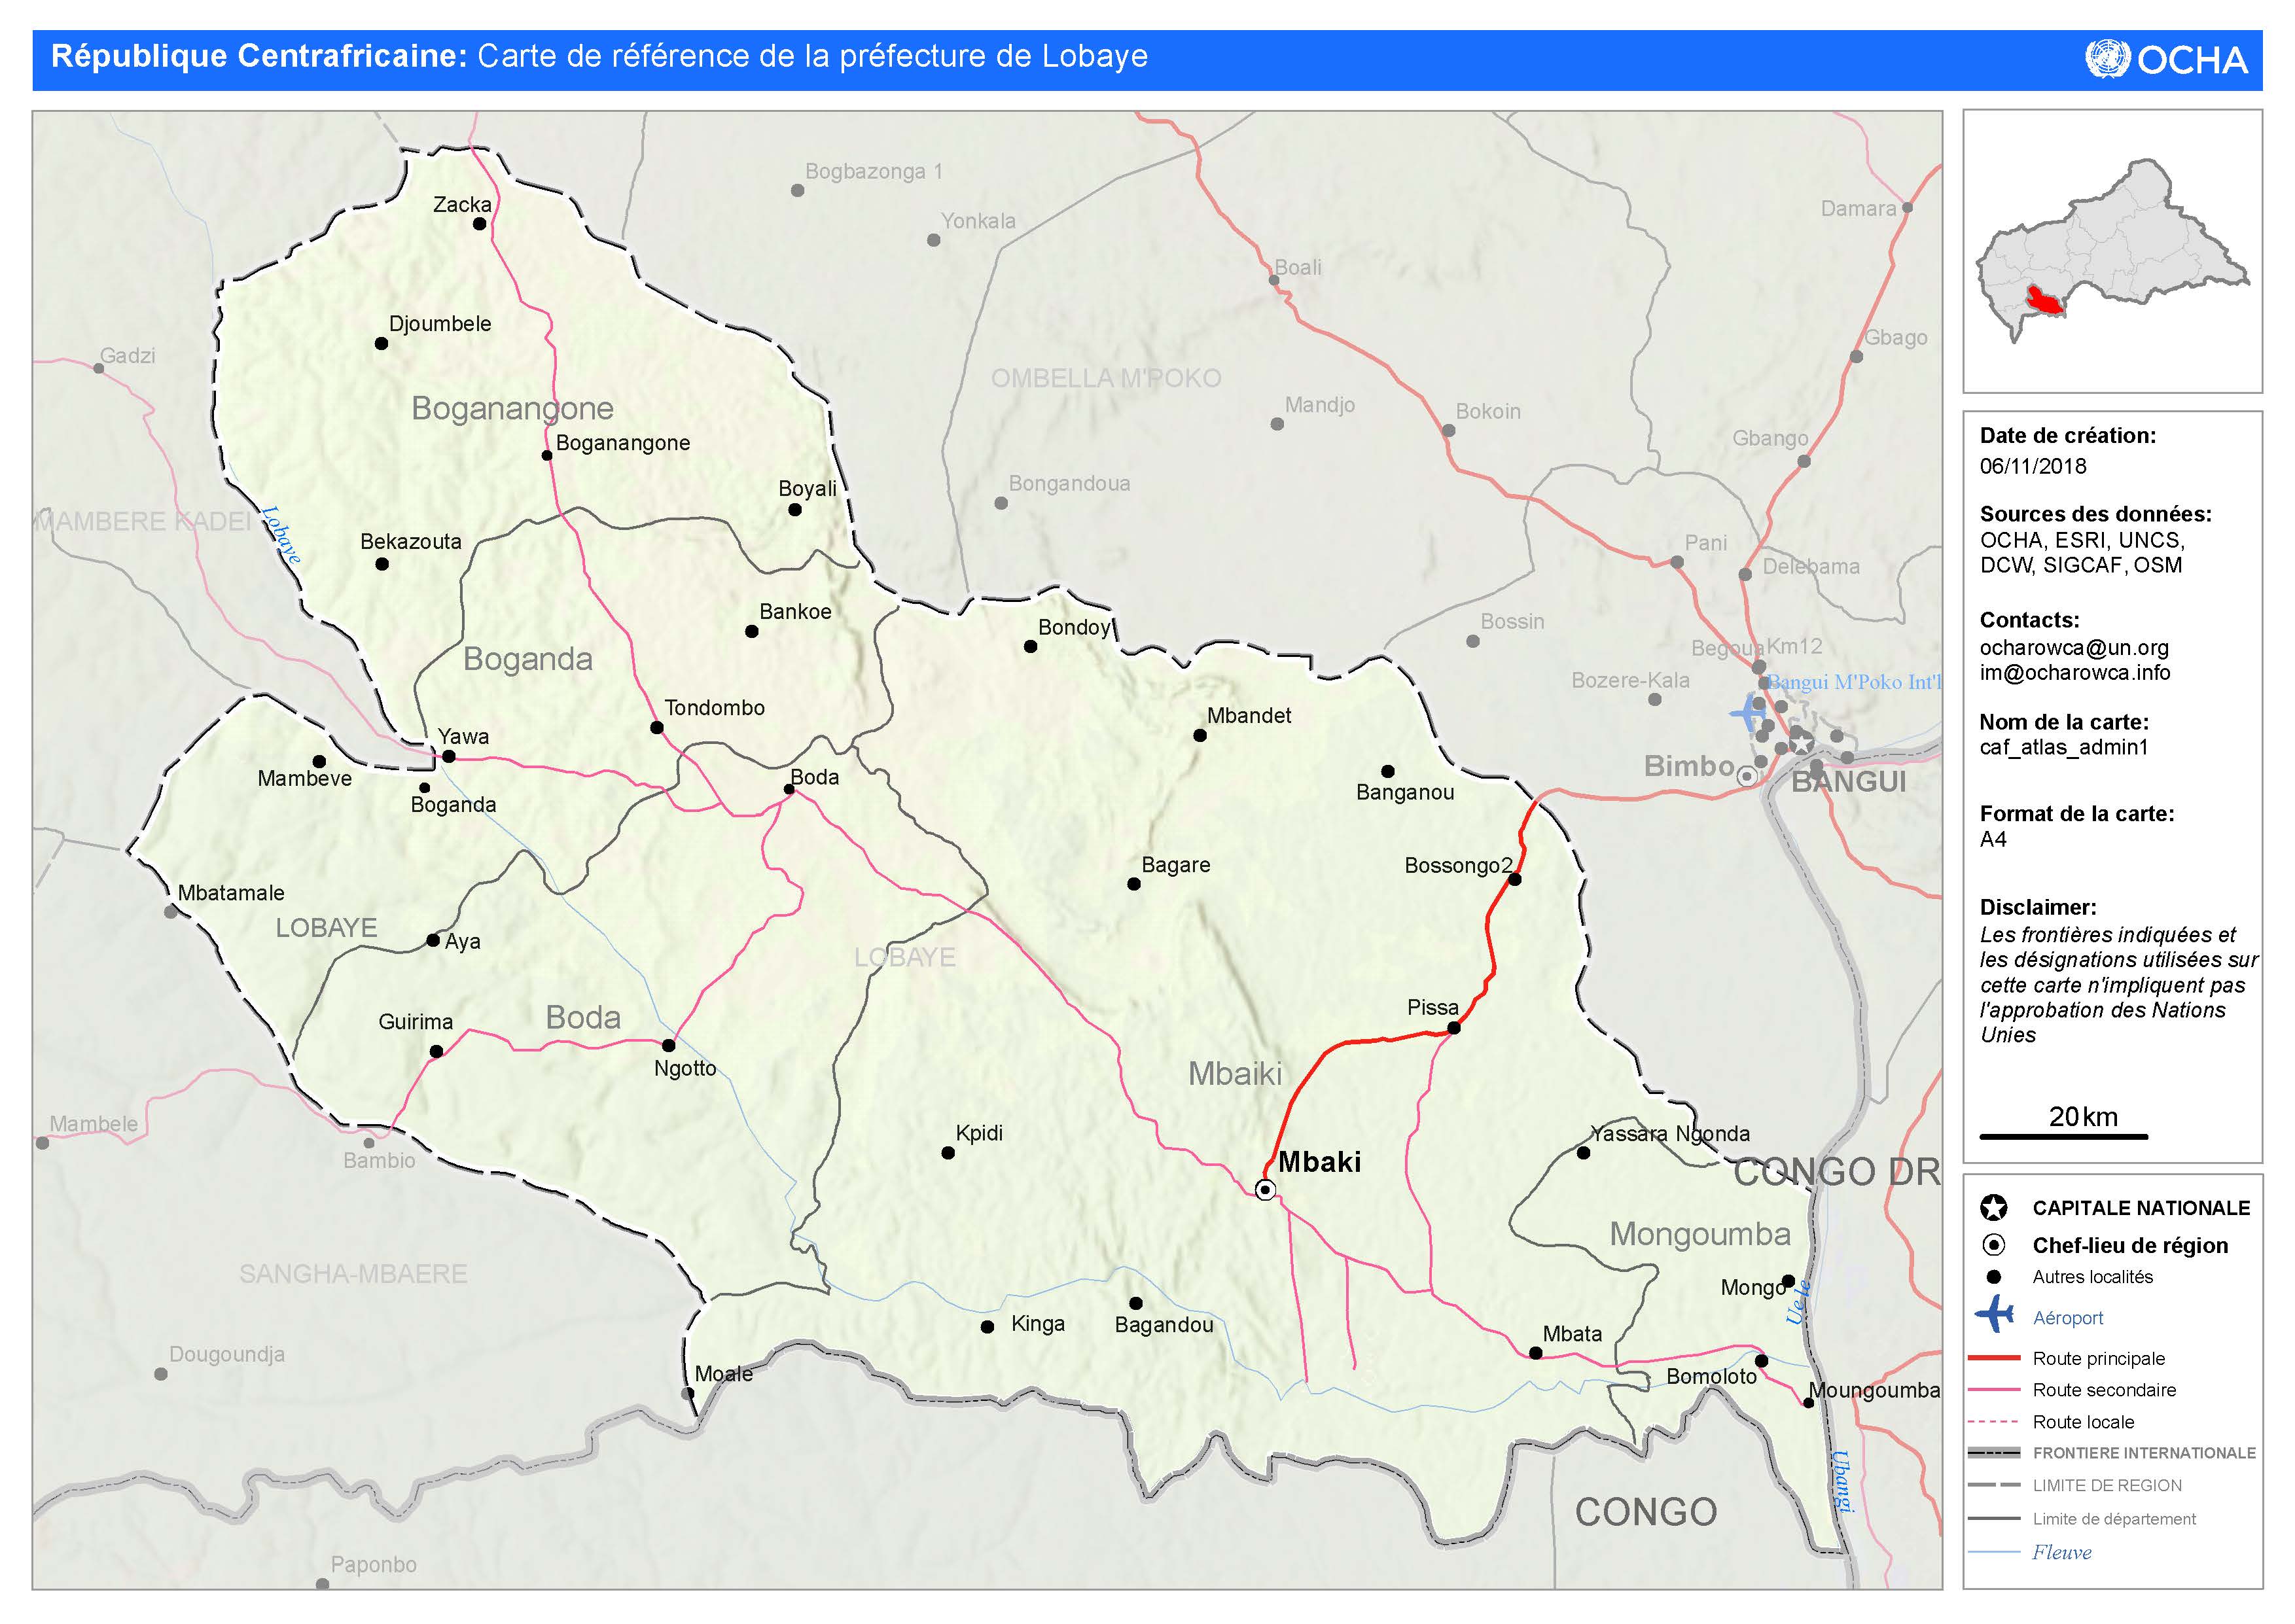 République Centrafricaine: Carte de référence de la préfecture de Lobaye
OCHA
Bogbazonga 1
Yonkala
Damara
Zacka
Boali
Djoumbele
Gbago
Gadzi
OMBELLA M'POKO
Boganangone
Mandjo
Bokoin
Boganangone
Gbango
Boyali
Bongandoua
MAMBERE KADEI
Lobaye
Bekazouta
Pani
Delebama
Bankoe
Bondoy
Bossin
Boganda
Begoua
Km12
Bozere-Kala
Bangui M'Poko Int'l
Tondombo
Mbandet
Yawa
Mambeve
Boda
Bimbo
BANGUI
Boganda
Banganou
Bagare
Bossongo2
Mbatamale
LOBAYE
Aya
LOBAYE
Pissa
Guirima
Boda
Ngotto
Mbaiki
Mambele
Kpidi
Yassara Ngonda
Bambio
Mbaki
CONGO DR
Mongoumba
SANGHA-MBAERE
Mongo
Uele
Kinga
Bagandou
Mbata
Dougoundja
Moale
Bomoloto
Moungoumba
Ubangi
CONGO
Paponbo
Date de création:
06/11/2018
Sources des données:
OCHA, ESRI, UNCS,
DCW, SIGCAF, OSM
Contacts:
ocharowca@un.org
im@ocharowca.info
Nom de la carte:
caf_atlas_admin1
Format de la carte:
A4
Disclaimer:
Les frontières indiquées et
les désignations utilisées sur
cette carte n'impliquent pas
l'approbation des Nations
Unies
20 km
CAPITALE NATIONALE
Chef-lieu de région
Autres localités
Aéroport
Route principale
Route secondaire
Route locale
FRONTIERE INTERNATIONALE
LIMITE DE REGION
Limite de département
Fleuve